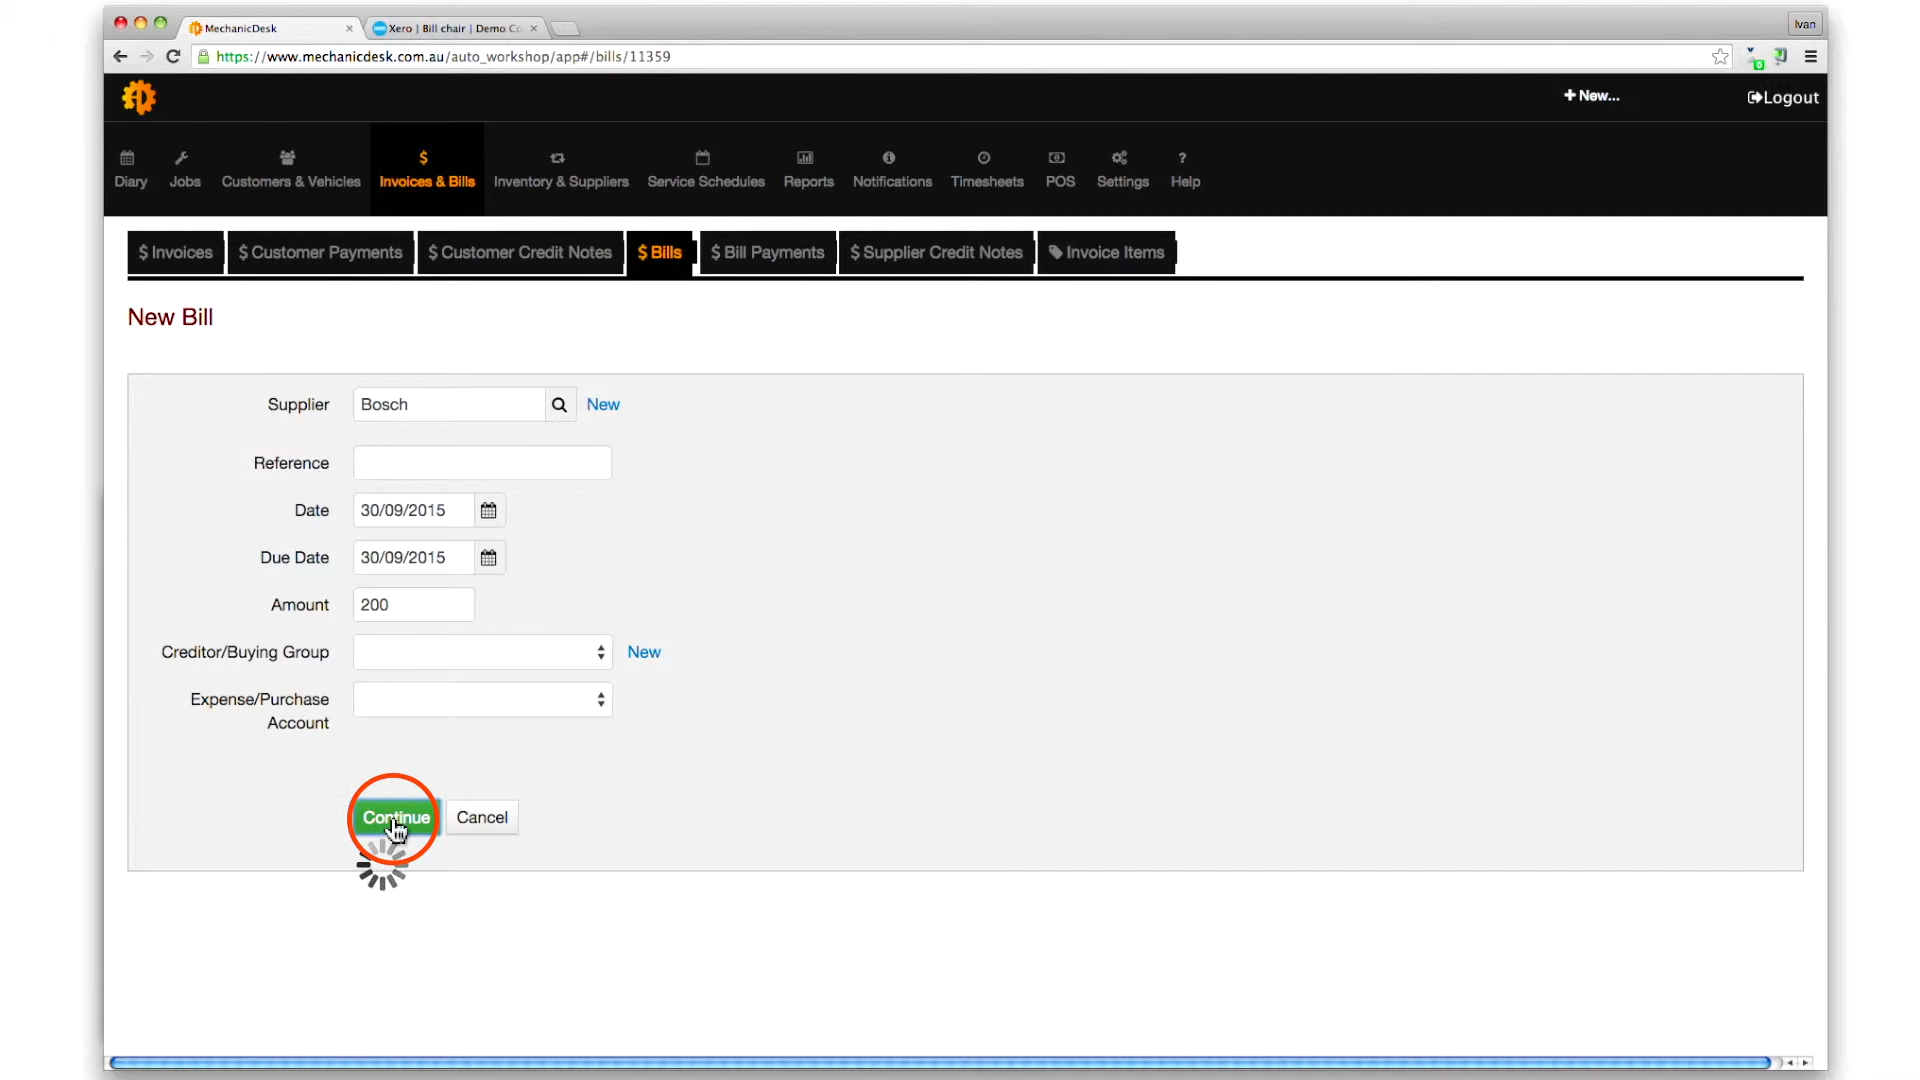 MechanicDesk
Xero | Bill chair | Demo Co
Ivan
https://www.mechanicdesk.com.au/auto_workshop/app#/bills/11359
0
New...
Logout
Diary
Jobs
Customers & Vehicles
$
Invoices & Bills
Inventory & Suppliers
Service Schedules
Reports
Notifications
Timesheets
POS
Settings
?
Help
$ Invoices
$ Customer Payments
$ Customer Credit Notes
$ Bills
$ Bill Payments
$ Supplier Credit Notes
Invoice Items
New Bill
Supplier
Bosch
New
Reference
Date
30/09/2015
Due Date
30/09/2015
Amount
200
Creditor/Buying Group
New
Expense/Purchase
Account
Continue
Cancel